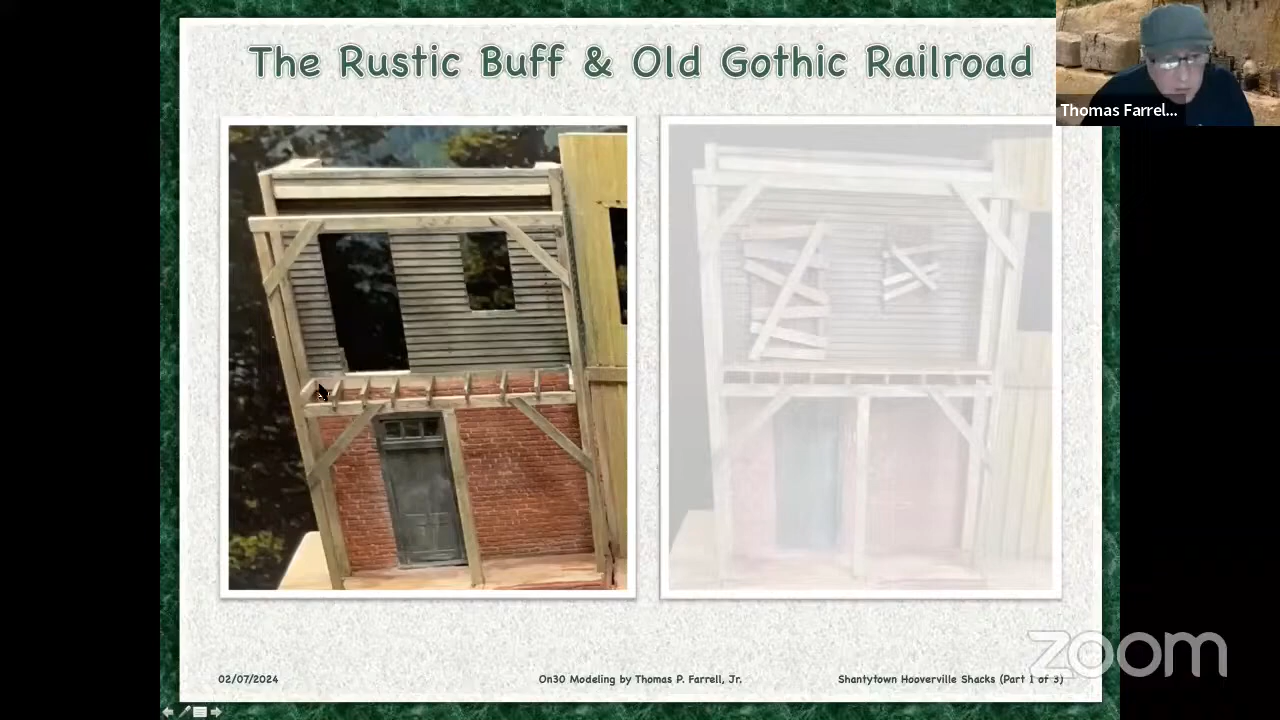 The Rustic Buff & Old Gothic Railroad
Thomas Farrel...
zoom
02/07/2024
On30 Modeling by Thomas P. Farrell, Jr.
Shantytown Hooverville Shacks (Part 1 of 3)